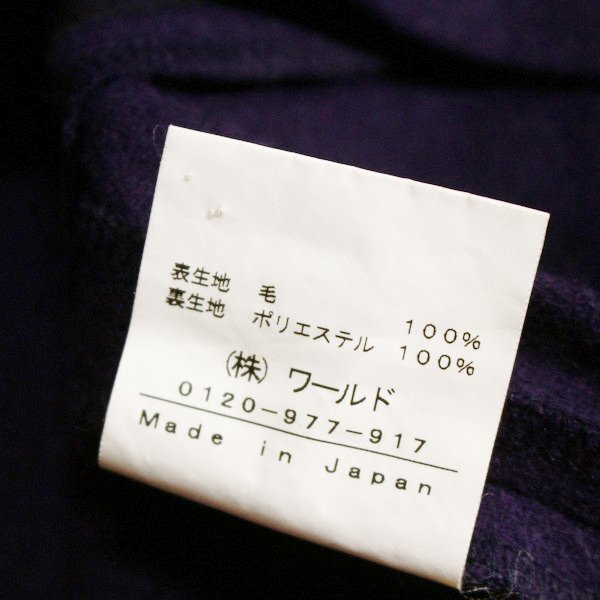 表生地 毛 100%
裏生地 ポリエステル 100%
(株) ワールド
0120-977-917
Made in Japan